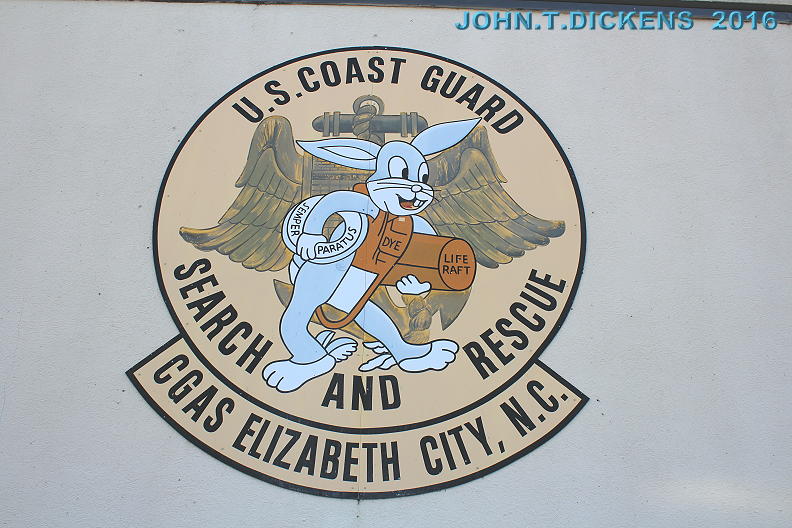 JOHN.T.DICKENS 2016
U.S.COAST GUARD
SEMPER
PARATUS
DYE
LIFE
RAFT
SEARCH AND RESCUE
CGAS ELIZABETH CITY, N.C.